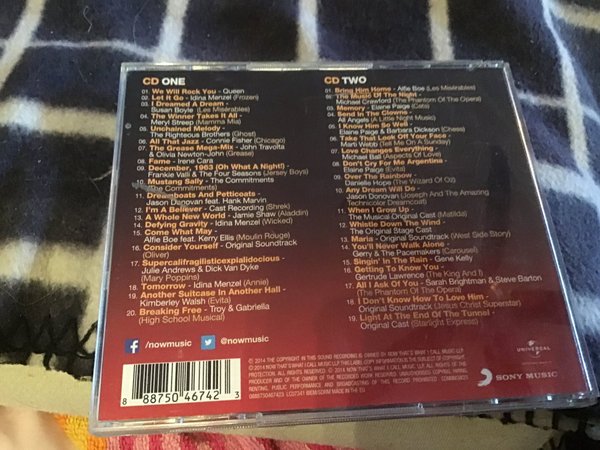 CD ONE
01. We Will Rock You - Queen
02. Let It Go - Idina Menzel (Frozen)
03. I Dreamed A Dream -
Susan Boyle (Les Misérables)
04. The Winner Takes It All -
Meryl Streep (Mamma Mia)
05. Unchained Melody -
The Righteous Brothers (Ghost)
06. All That Jazz - Connie Fisher (Chicago)
07. The Grease Mega-Mix - John Travolta
& Olivia Newton-John (Grease)
08. Fame - Irene Cara
09. December, 1963 (Oh What A Night!) -
Frankie Valli & The Four Seasons (Jersey Boys)
10. Mustang Sally - The Commitments
(The Commitments)
11. Dreamboats And Petticoats -
Jason Donovan feat. Hank Marvin
12. I'm A Believer - Cast Recording (Shrek)
13. A Whole New World - Jamie Shaw (Aladdin)
14. Defying Gravity - Idina Menzel (Wicked)
15. Come What May -
Alfie Boe feat. Kerry Ellis (Moulin Rouge)
16. Consider Yourself - Original Soundtrack
(Oliver)
17. Supercalifragilisticexplalidocious -
Julie Andrews & Dick Van Dyke
(Mary Poppins)
18. Tomorrow - Idina Menzel (Annie)
19. Another Suitcase In Another Hall -
Kimberley Walsh (Evita)
20. Breaking Free - Troy & Gabriella
(High School Musical)
CD TWO
01. Bring Him Home - Alfie Boe (Les Misérables)
02. The Music Of The Night -
Michael Crawford (The Phantom Of The Opera)
03. Memory - Elaine Paige (Cats)
04. Send In The Clowns -
All Angels (A Little Night Music)
05. I Know Him So Well -
Elaine Paige & Barbara Dickson (Chess)
06. Take That Look Off Your Face -
Marti Webb (Tell Me On A Sunday)
07. Love Changes Everything -
Michael Ball (Aspects Of Love)
08. Don't Cry For Me Argentina -
Elaine Paige (Evita)
09. Over The Rainbow -
Danielle Hope (The Wizard Of Oz)
10. Any Dream Will Do -
Jason Donovan (Joseph And The Amazing
Technicolor Dreamcoat)
11. When I Grow Up -
The Musical Original Cast (Matilda)
12. Whistle Down The Wind -
The Original Stage Cast
13. Maria - Original Soundtrack (West Side Story)
14. You'll Never Walk Alone -
Gerry & The Pacemakers (Carousel)
15. Singin' In The Rain - Gene Kelly
16. Getting To Know You -
Gertrude Lawrence (The King And I)
17. All I Ask Of You - Sarah Brightman & Steve Barton
(The Phantom Of The Opera)
18. I Don't Know How To Love Him -
Original Soundtrack (Jesus Christ Superstar)
19. Light At The End Of The Tunnel -
Original Cast (Starlight Express)
/nowmusic
@nowmusic
UNIVERSAL
SONY MUSIC
8 88750 46742 3